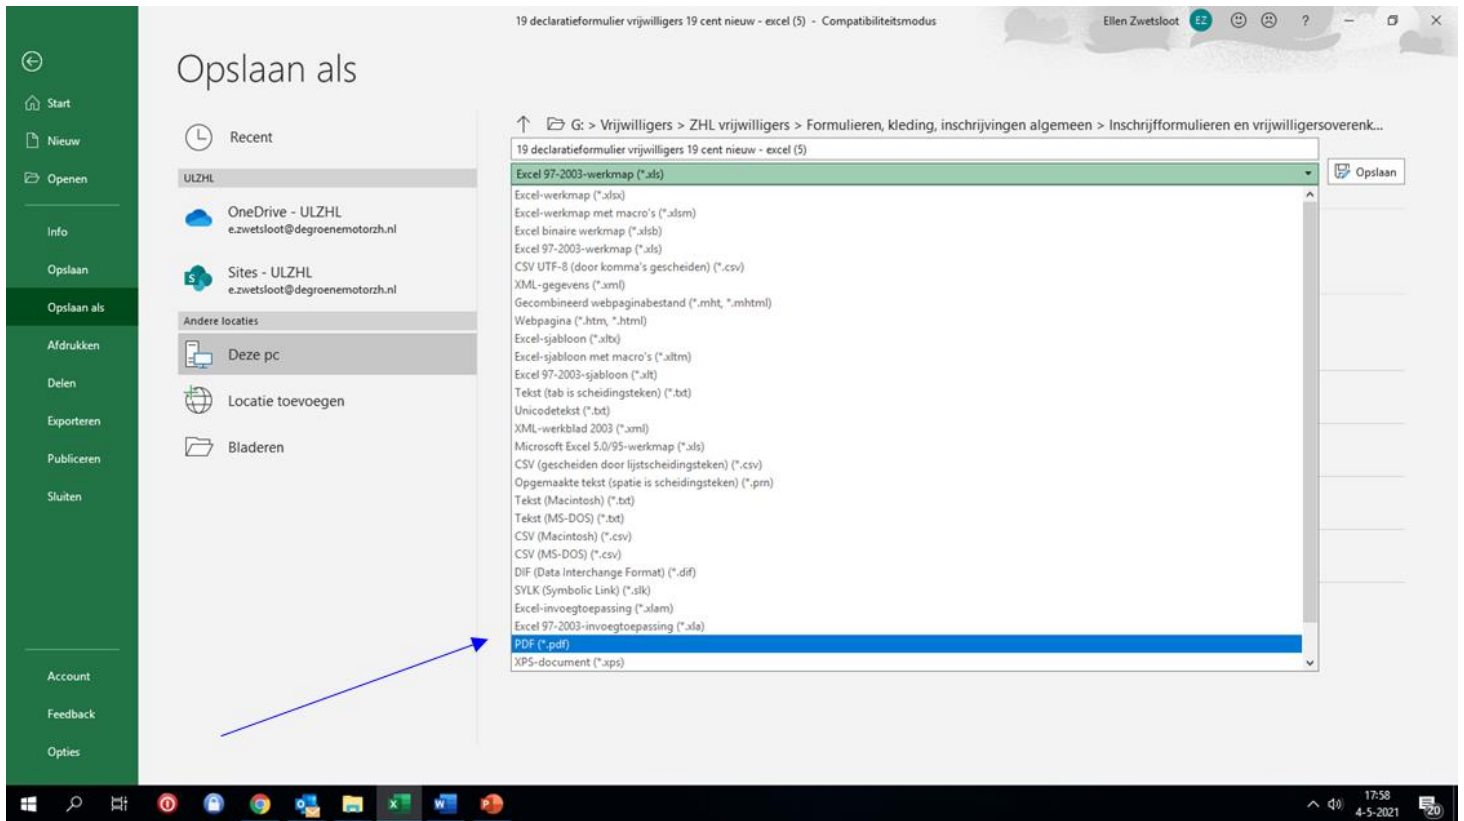 19 declaratieformulier vrijwilligers 19 cent nieuw - excel (5) - Compatibiliteitsmodus
Ellen Zwetsloot EZ ?
Opslaan als
Start
Nieuw
Openen
Info
Opslaan
Opslaan als
Afdrukken
Delen
Exporteren
Publiceren
Sluiten
Account
Feedback
Opties
Recent
ULZHL
OneDrive - ULZHL
e.zwetsloot@degroenemotorzh.nl
S
Sites - ULZHL
e.zwetsloot@degroenemotorzh.nl
Andere locaties
Deze pc
Locatie toevoegen
Bladeren
G: > Vrijwilligers > ZHL vrijwilligers > Formulieren, kleding, inschrijvingen algemeen > Inschrijfformulieren en vrijwilligersoverenk...
19 declaratieformulier vrijwilligers 19 cent nieuw - excel (5)
Excel 97-2003-werkmap (*.xls)
Opslaan
Excel-werkmap (*.xlsx)
Excel-werkmap met macro's (*.xlsm)
Excel binaire werkmap (*.xlsb)
Excel 97-2003-werkmap (*.xls)
CSV UTF-8 (door komma's gescheiden) (*.csv)
XML-gegevens (*.xml)
Gecombineerd webpaginabestand (*.mht, *.mhtml)
Webpagina (*.htm, *.html)
Excel-sjabloon (*.xltx)
Excel-sjabloon met macro's (*.xltm)
Excel 97-2003-sjabloon (*.xlt)
Tekst (tab is scheidingsteken) (*.txt)
Unicodetekst (*.txt)
XML-werkblad 2003 (*.xml)
Microsoft Excel 5.0/95-werkmap (*.xls)
CSV (gescheiden door lijstscheidingsteken) (*.csv)
Opgemaakte tekst (spatie is scheidingsteken) (*.prn)
Tekst (Macintosh) (*.txt)
Tekst (MS-DOS) (*.txt)
CSV (Macintosh) (*.csv)
CSV (MS-DOS) (*.csv)
DIF (Data Interchange Format) (*.dif)
SYLK (Symbolic Link) (*.slk)
Excel-invoegtoepassing (*.xlam)
Excel 97-2003-invoegtoepassing (*.xla)
PDF (*.pdf)
XPS-document (*.xps)
17:58
4-5-2021
20